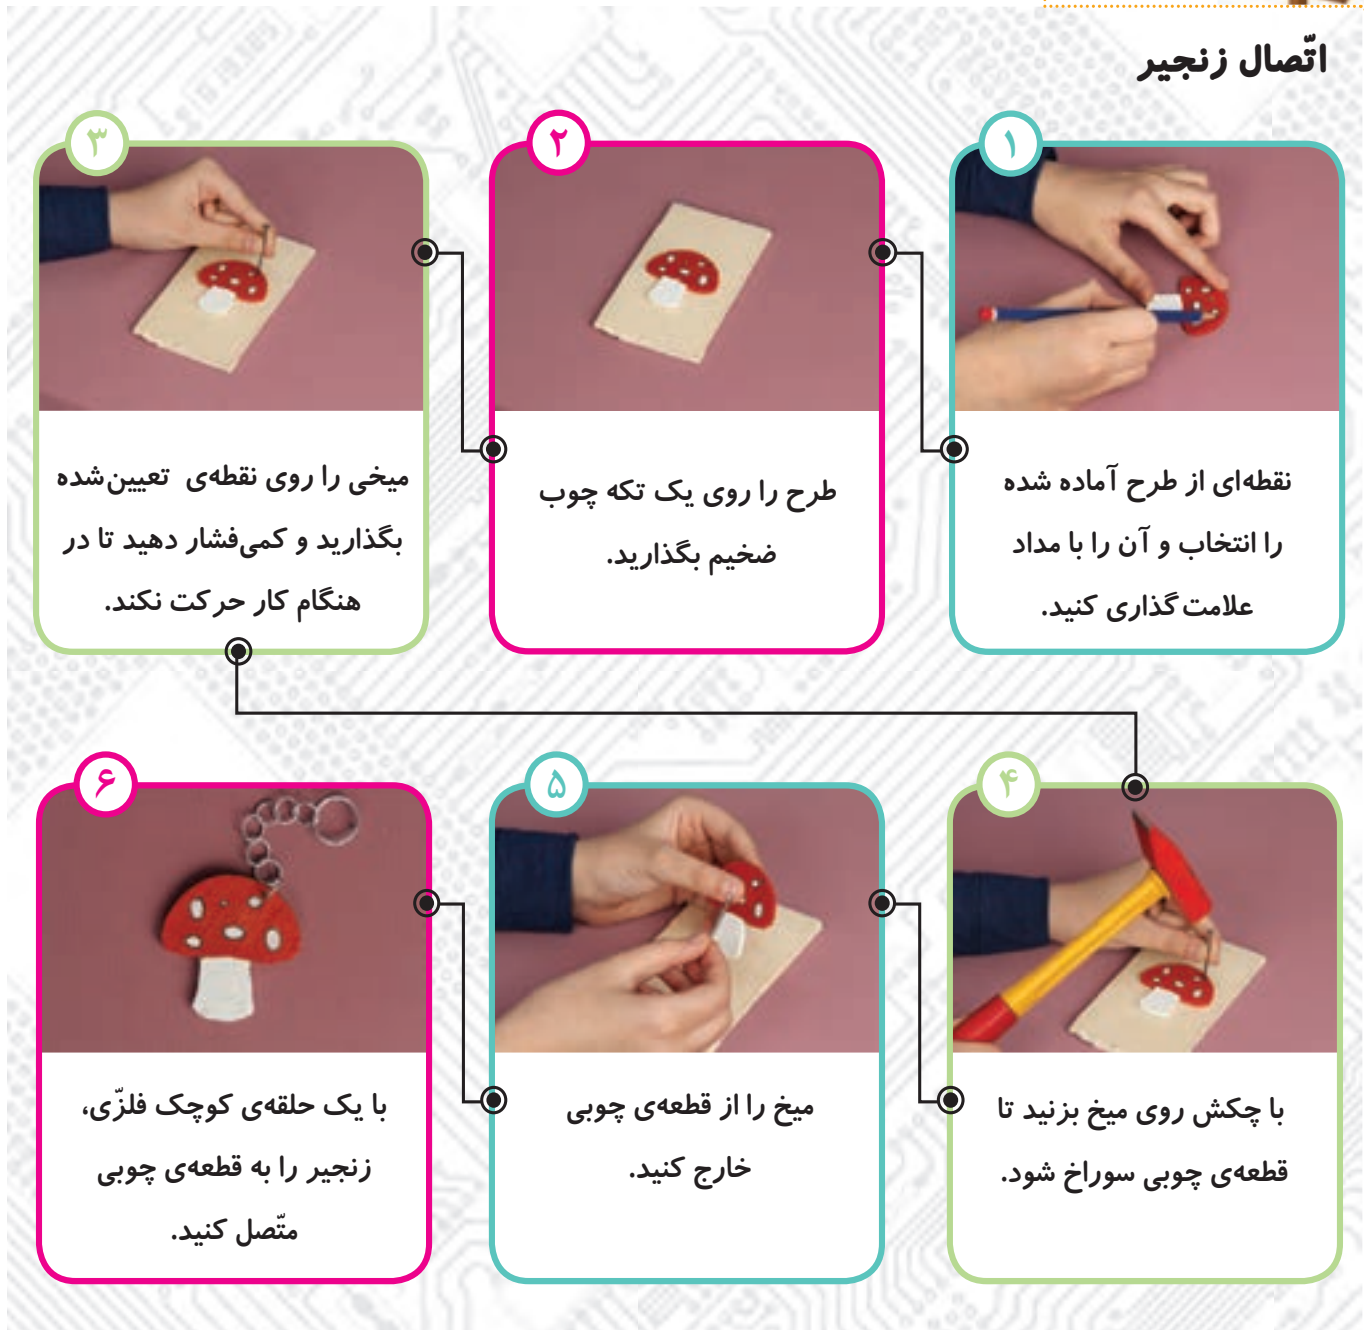 اتّصال زنجیر
۱
نقطه‌ای از طرح آماده شده
را انتخاب و آن را با مداد
علامت گذاری کنید.
۲
طرح را روی یک تکه چوب
ضخیم بگذارید.
۳
میخی را روی نقطه‌ی تعیین‌شده
بگذارید و کمی‌فشار دهید تا در
هنگام کار حرکت نکند.
۴
با چکش روی میخ بزنید تا
قطعه‌ی چوبی سوراخ شود.
۵
میخ را از قطعه‌ی چوبی
خارج کنید.
۶
با یک حلقه‌ی کوچک فلزّی،
زنجیر را به قطعه‌ی چوبی
متّصل کنید.